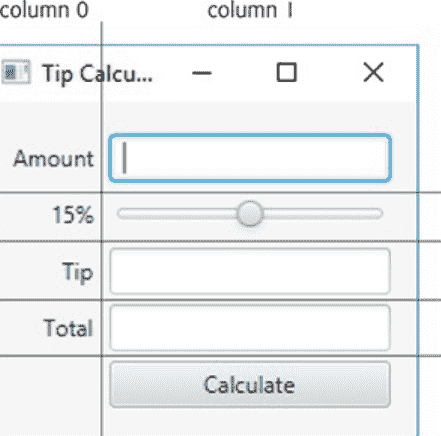 column 0 column 1
Tip Calcu...
Amount
15%
Tip
Total
Calculate